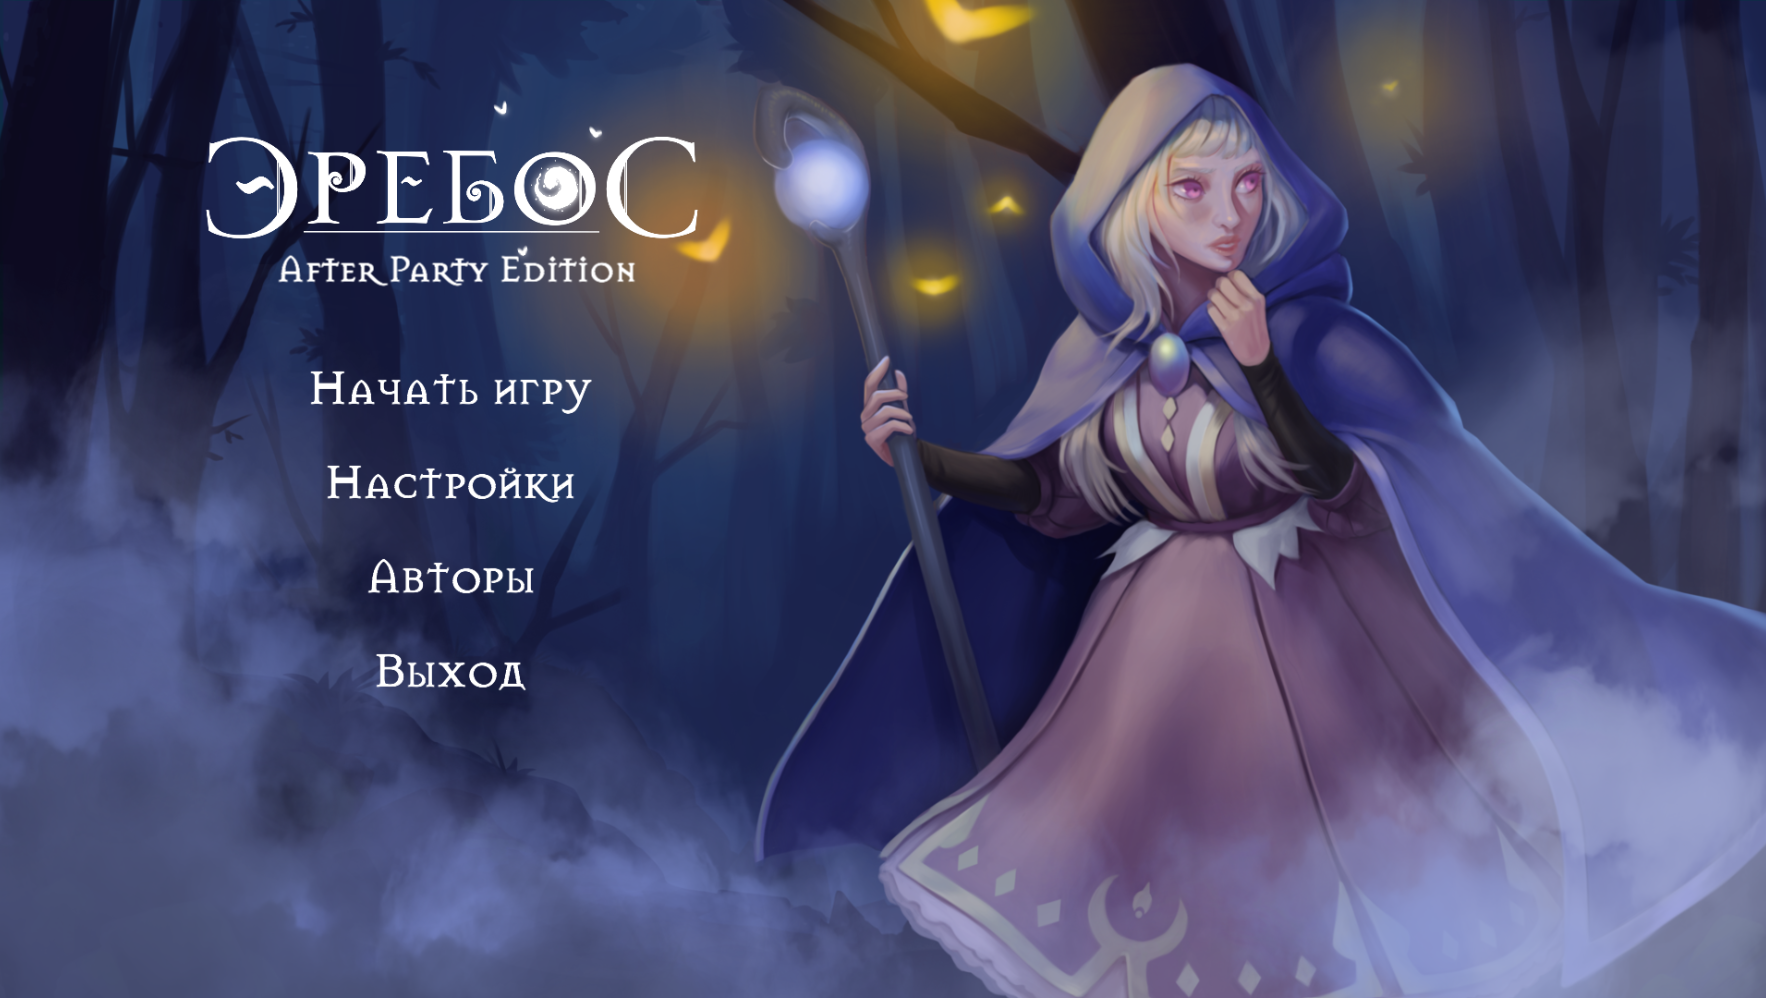 Эребос
After Party Edition
Начать игру
Настройки
Авторы
Выход